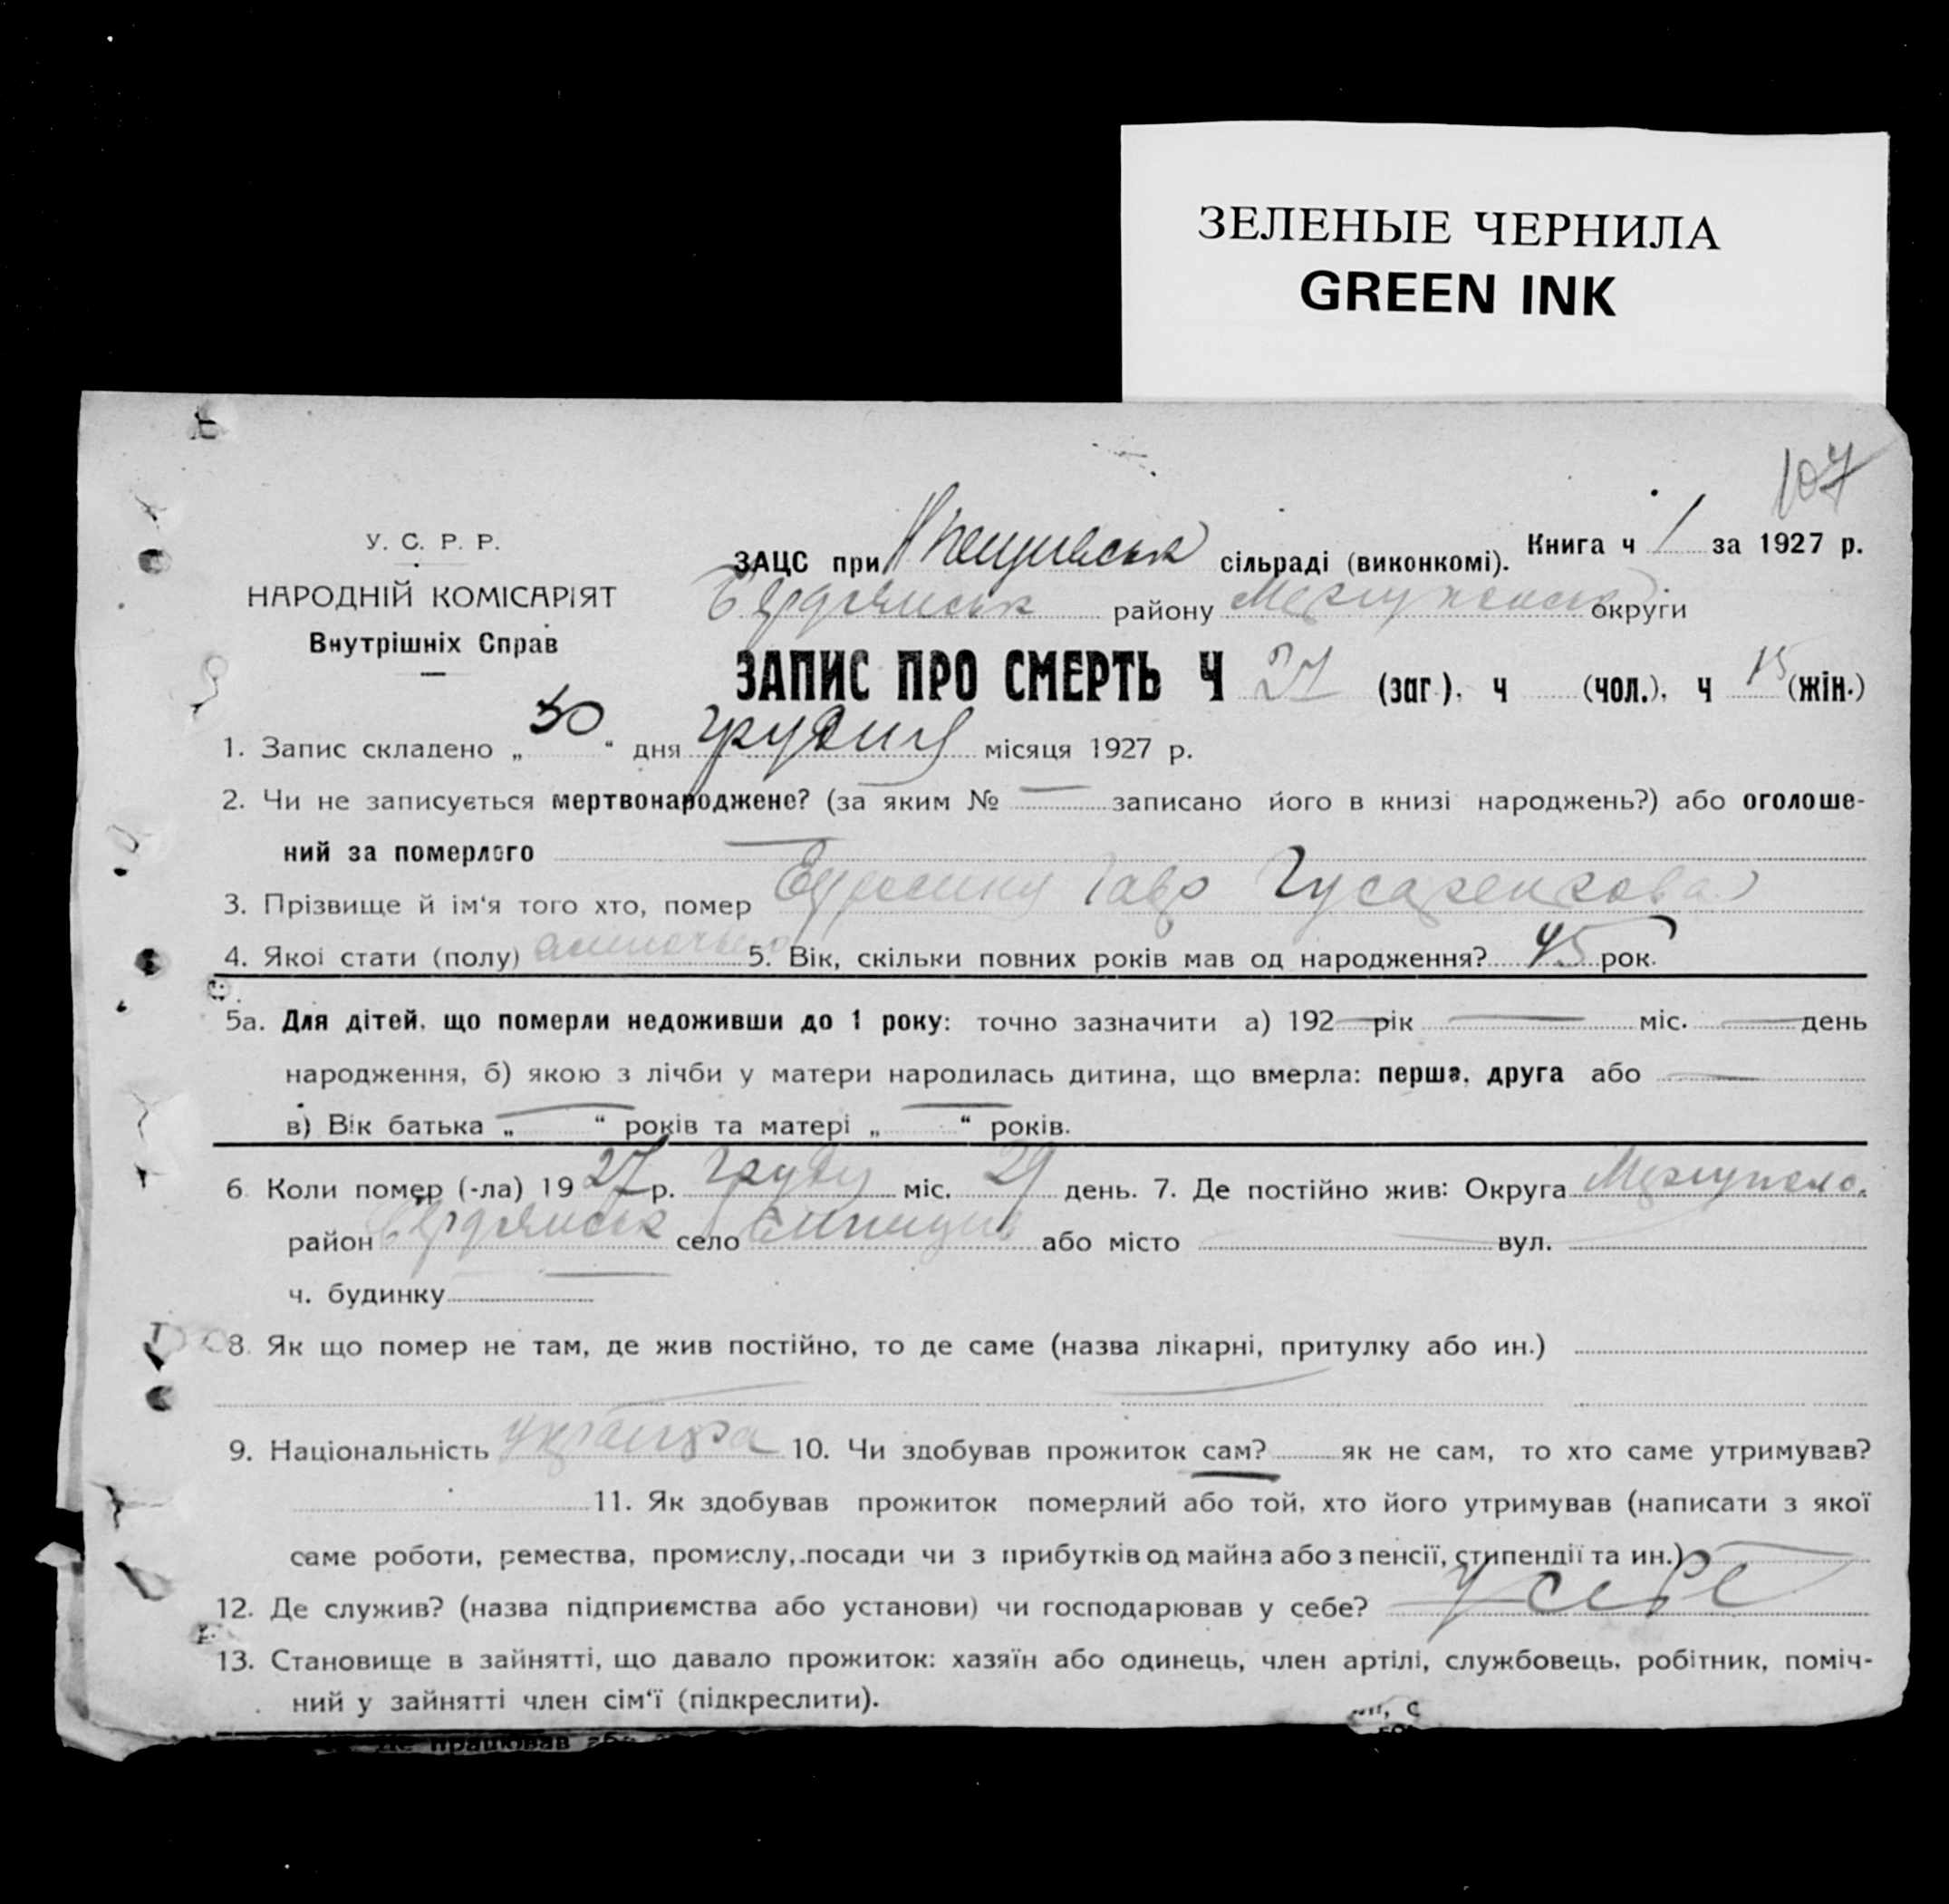 ЗЕЛЕНЫЕ ЧЕРНИЛА
GREEN INK
107
У. С. Р. Р.
НАРОДНІЙ КОМІСАРІЯТ
Внутрішніх Справ
Книга ч 1 за 1927 р.
ЗАЦС при сільраді (виконкомі).
Бердянськ району округи
ЗАПИС ПРО СМЕРТЬ Ч (заг.), ч (чол.), ч 15 (жін.)
1. Запис складено „30“ дня грудня місяця 1927 р.
2. Чи не записується мертвонароджене? (за яким № — записано його в книзі народжень?) або оголоше-
ний за померлого —
3. Прізвище й ім'я того хто, помер Гавр Гусаренкова
4. Якої стати (полу) 5. Вік, скільки повних років мав од народження? 45 рок.
5а. Для дітей, що померли недоживши до 1 року: точно зазначити а) 192— рік — міс. — день
народження, б) якою з лічби у матери народилась дитина, що вмерла: перша, друга або —
в) Вік батька „—“ років та матері „—“ років.
6 Коли помер (-ла) 1927 р. груд міс. 29 день. 7. Де постійно жив: Округа
район Бердянськ село або місто — вул.
ч. будинку —
8. Як що помер не там, де жив постійно, то де саме (назва лікарні, притулку або ин.)
9. Національність українка 10. Чи здобував прожиток сам? як не сам, то хто саме утримував?
11. Як здобував прожиток померлий або той, хто його утримував (написати з якої
саме роботи, ремества, промислу, посади чи з прибутків од майна або з пенсії, стипендії та ин.)
12. Де служив? (назва підприємства або установи) чи господарював у себе? У себе
13. Становище в зайнятті, що давало прожиток: хазяїн або одинець, член артілі, службовець, робітник, поміч-
ний у зайнятті член сім'ї (підкреслити).